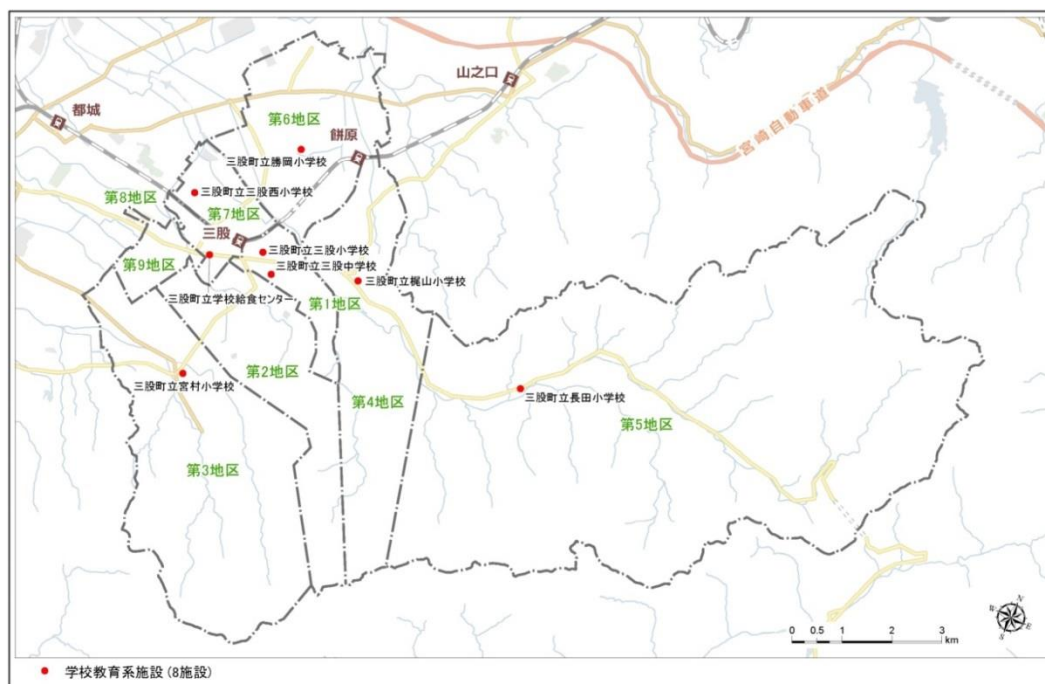 都城
山之口
宮崎自動車道
第6地区
餅原
三股町立勝岡小学校
三股町立三股西小学校
第8地区
第7地区
三股
三股町立三股小学校
第9地区
三股町立三股中学校
三股町立梶山小学校
三股町立学校給食センター
第1地区
第2地区
三股町立宮村小学校
第4地区
三股町立長田小学校
第5地区
第3地区
N
W
E
S
0 0.5 1 2 3
km
学校教育系施設(8施設)